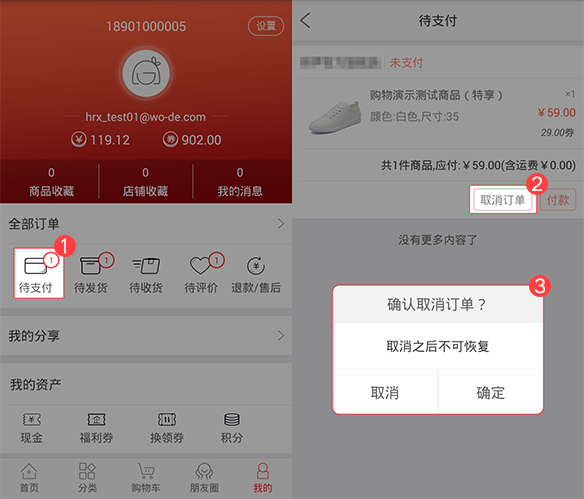 18901000005
设置
hrx_test01@wo-de.com
¥ 119.12
券 902.00
0 0 0
商品收藏 店铺收藏 我的消息
全部订单
1
1 1 1
待支付 待发货 待收货 待评价 退款/售后
我的分享
我的资产
现金 福利券 换领券 积分
首页 分类 购物车 朋友圈 我的
待支付
未支付
购物演示测试商品（特享） ×1
¥59.00
颜色:白色,尺寸:35
29.00券
共1件商品,应付:¥59.00(含运费¥0.00)
2
取消订单 付款
没有更多内容了
3
确认取消订单？
取消之后不可恢复
取消 确定